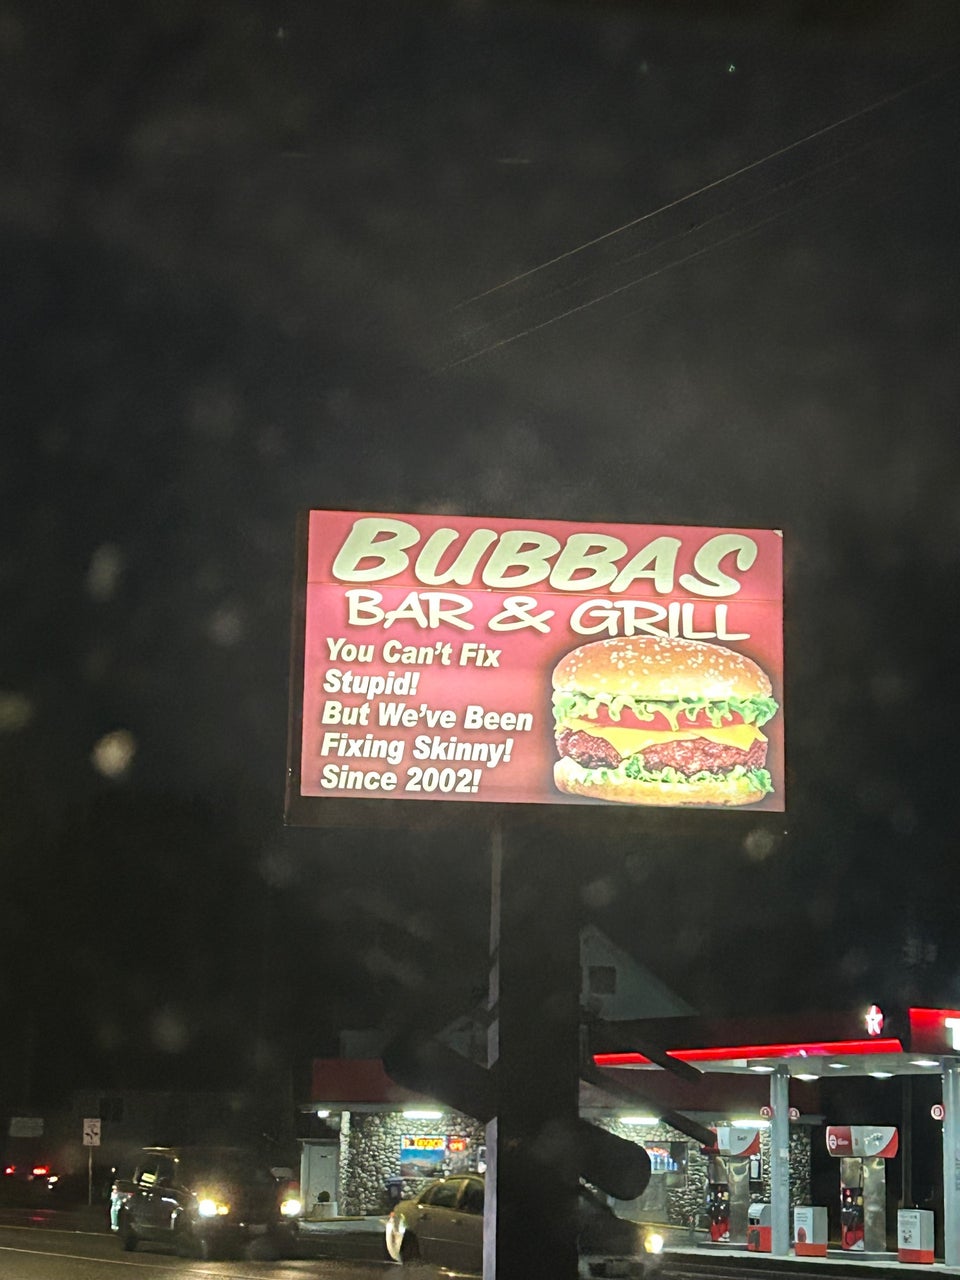 BUBBAS
BAR & GRILL
You Can't Fix
Stupid!
But We've Been
Fixing Skinny!
Since 2002!